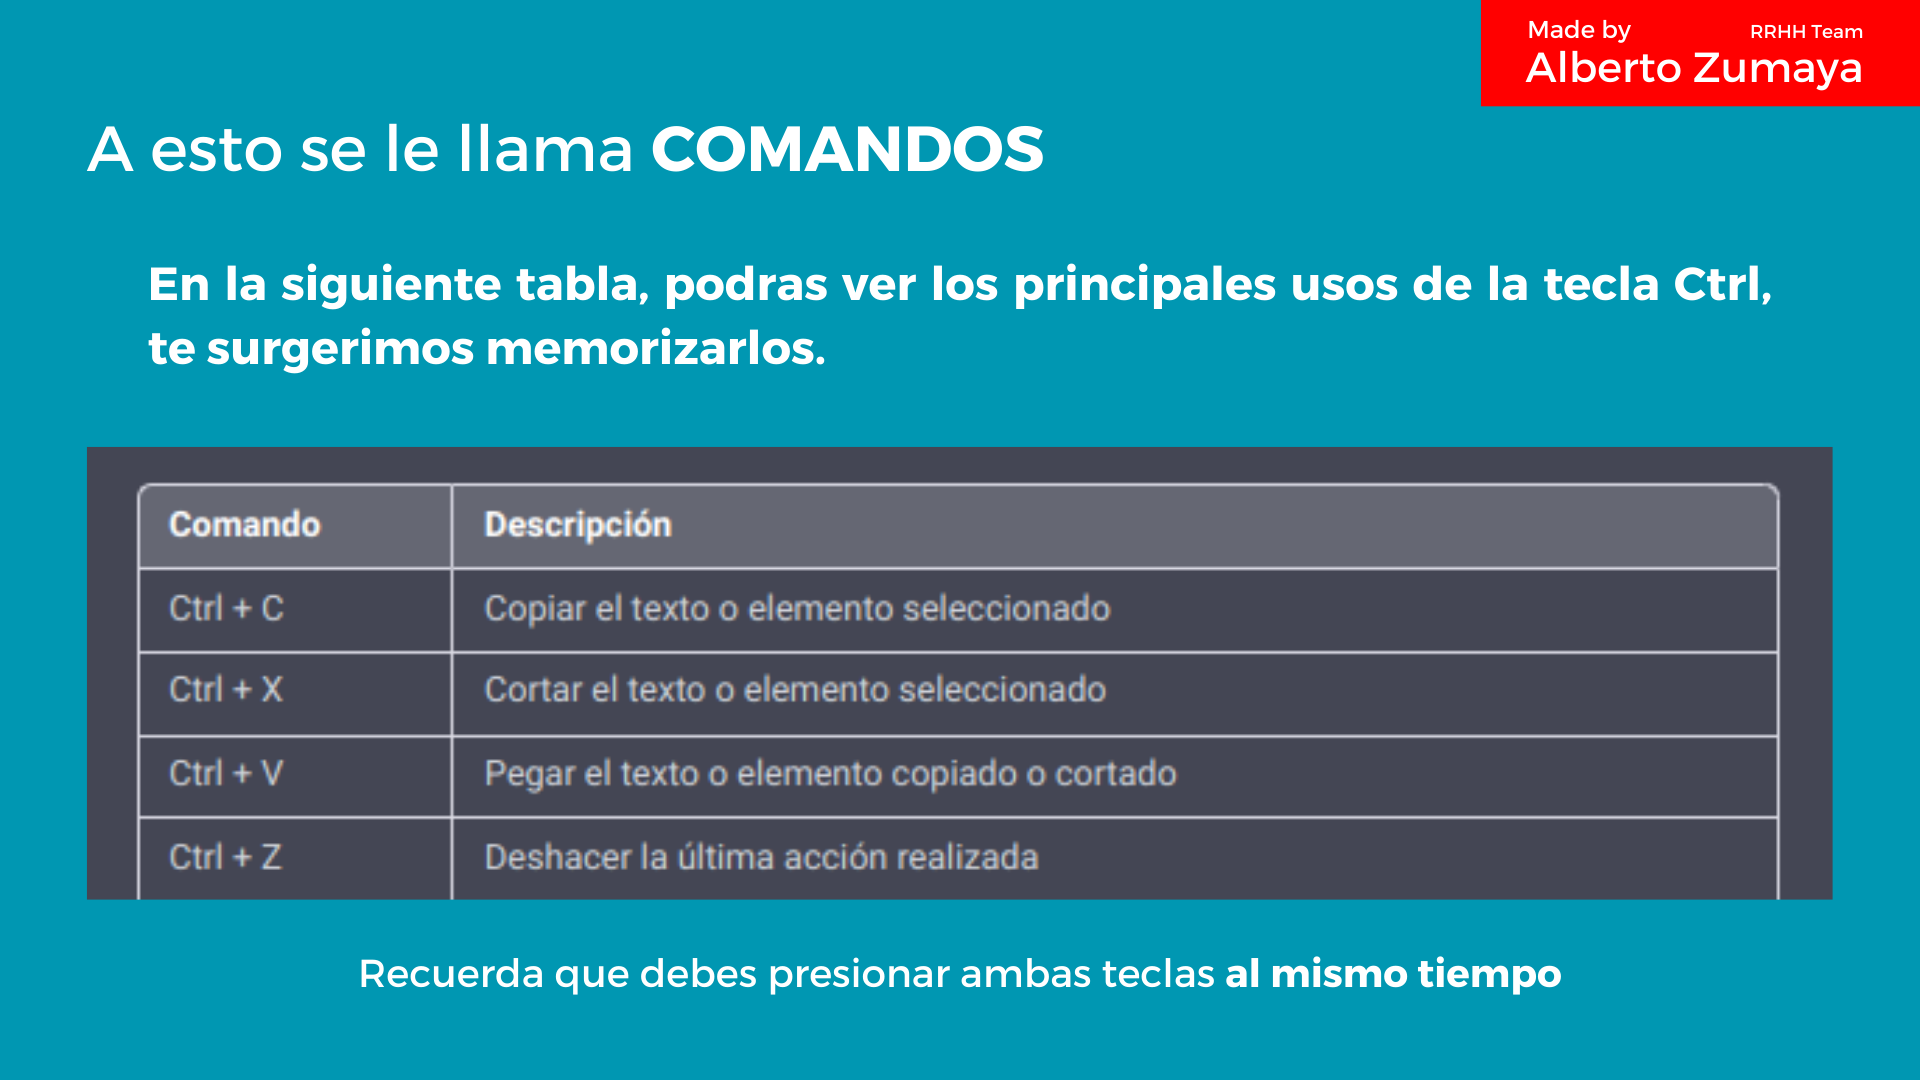 Made by
RRHH Team
Alberto Zumaya
A esto se le llama COMANDOS
En la siguiente tabla, podras ver los principales usos de la tecla Ctrl,
te surgerimos memorizarlos.
Comando Descripción
Ctrl + C Copiar el texto o elemento seleccionado
Ctrl + X Cortar el texto o elemento seleccionado
Ctrl + V Pegar el texto o elemento copiado o cortado
Ctrl + Z Deshacer la última acción realizada
Recuerda que debes presionar ambas teclas al mismo tiempo